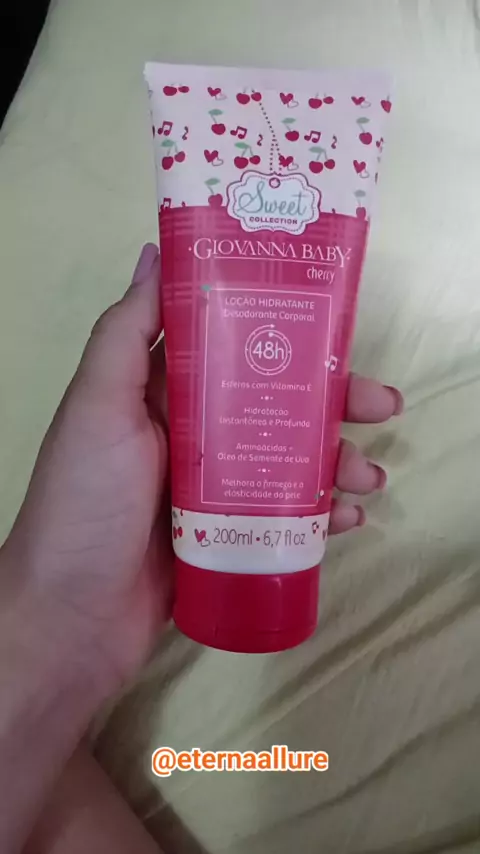 Sweet
COLLECTION
GIOVANNA BABY
cherry
LOÇÃO HIDRATANTE
Desodorante Corporal
48h
Esferas com Vitamina E
Hidratação
Instantânea e Profunda
Aminoácidos +
Óleo de Semente de Uva
Melhora a firmeza e a
elasticidade da pele
200ml • 6,7 fl oz
@eternaallure